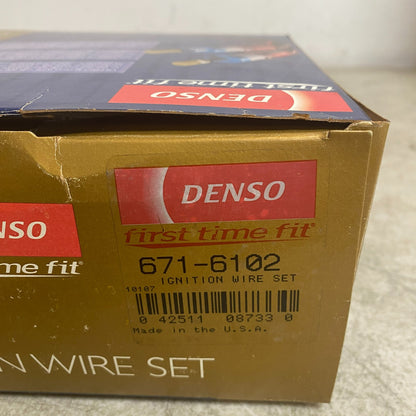 first time fit
DENSO
DENSO
first time fit®
671-6102
IGNITION WIRE SET
10107
0 42511 08733 0
Made in the U.S.A.
NSO
me fit®
N WIRE SET